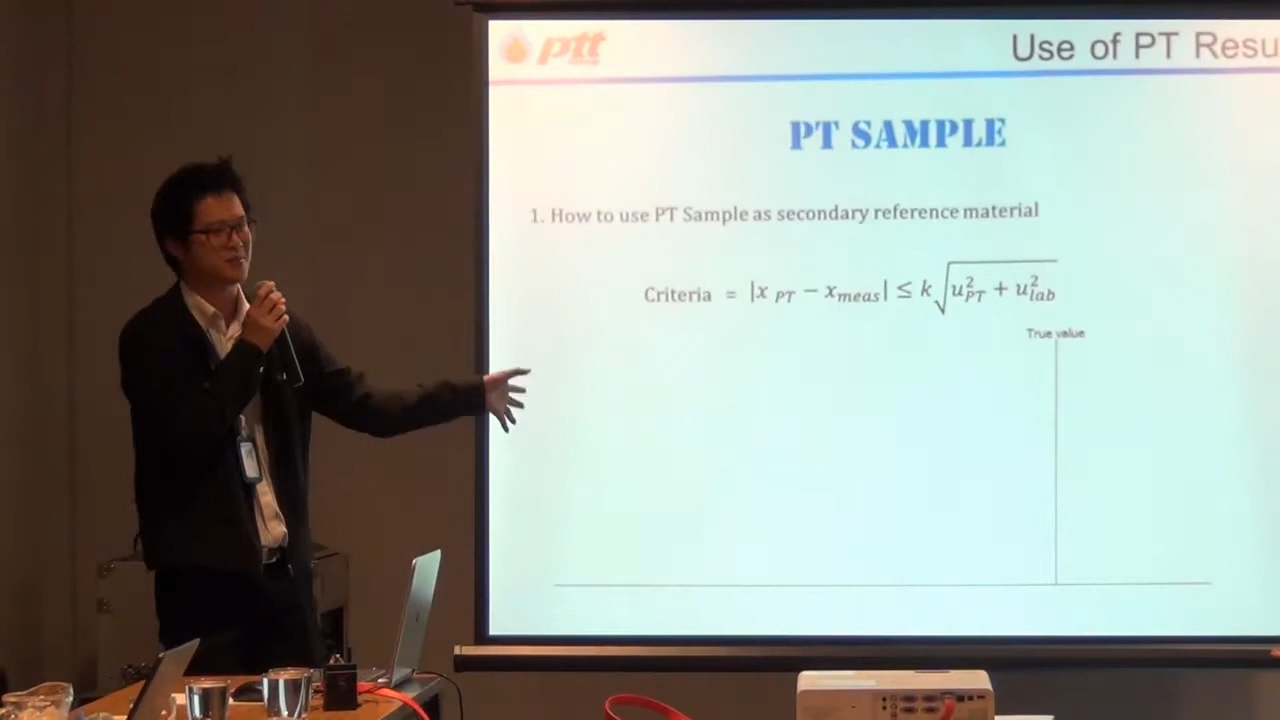 ptt
Use of PT Resu
PT SAMPLE
1. How to use PT Sample as secondary reference material
Criteria = |x PT − xmeas| ≤ k√u²PT + u²lab
True value